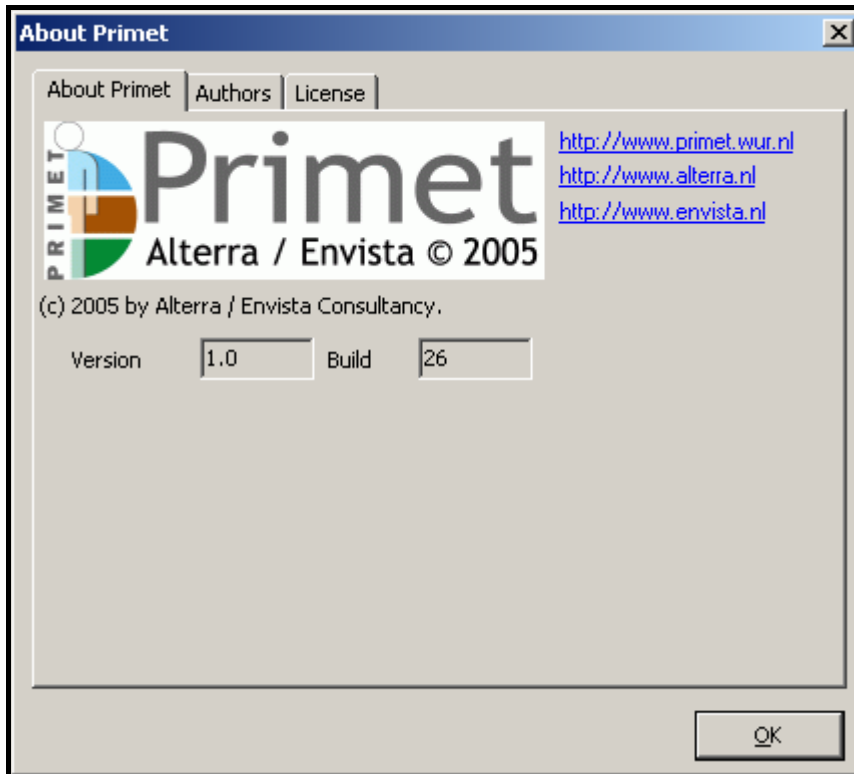 About Primet
About Primet Authors License
PRIMET
Primet
Alterra / Envista © 2005
http://www.primet.wur.nl
http://www.alterra.nl
http://www.envista.nl
(c) 2005 by Alterra / Envista Consultancy.
Version 1.0 Build 26
OK